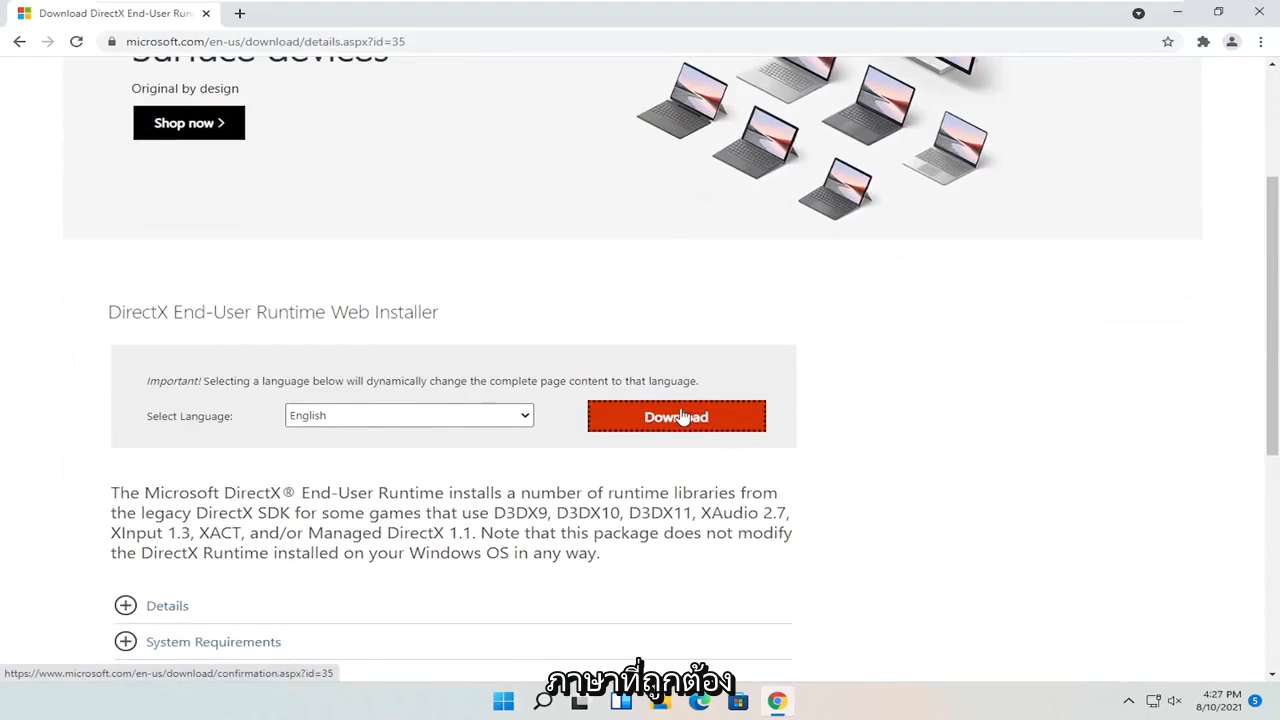 Download DirectX End-User Run
microsoft.com/en-us/download/details.aspx?id=35
Surface devices
Original by design
Shop now >
DirectX End-User Runtime Web Installer
Important! Selecting a language below will dynamically change the complete page content to that language.
Select Language:
English
Download
The Microsoft DirectX® End-User Runtime installs a number of runtime libraries from
the legacy DirectX SDK for some games that use D3DX9, D3DX10, D3DX11, XAudio 2.7,
XInput 1.3, XACT, and/or Managed DirectX 1.1. Note that this package does not modify
the DirectX Runtime installed on your Windows OS in any way.
Details
System Requirements
https://www.microsoft.com/en-us/download/confirmation.aspx?id=35
ภาษาที่ถูกต้อง
4:27 PM
8/10/2021
5